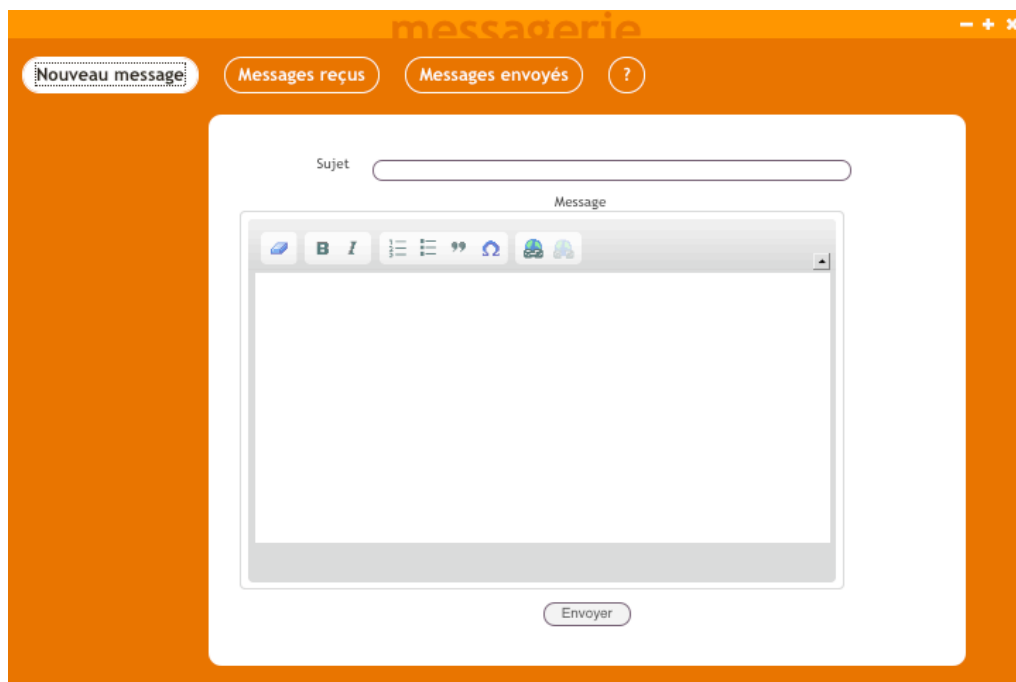 messagerie
Nouveau message Messages reçus Messages envoyés ?
Sujet
Message
B I
Envoyer